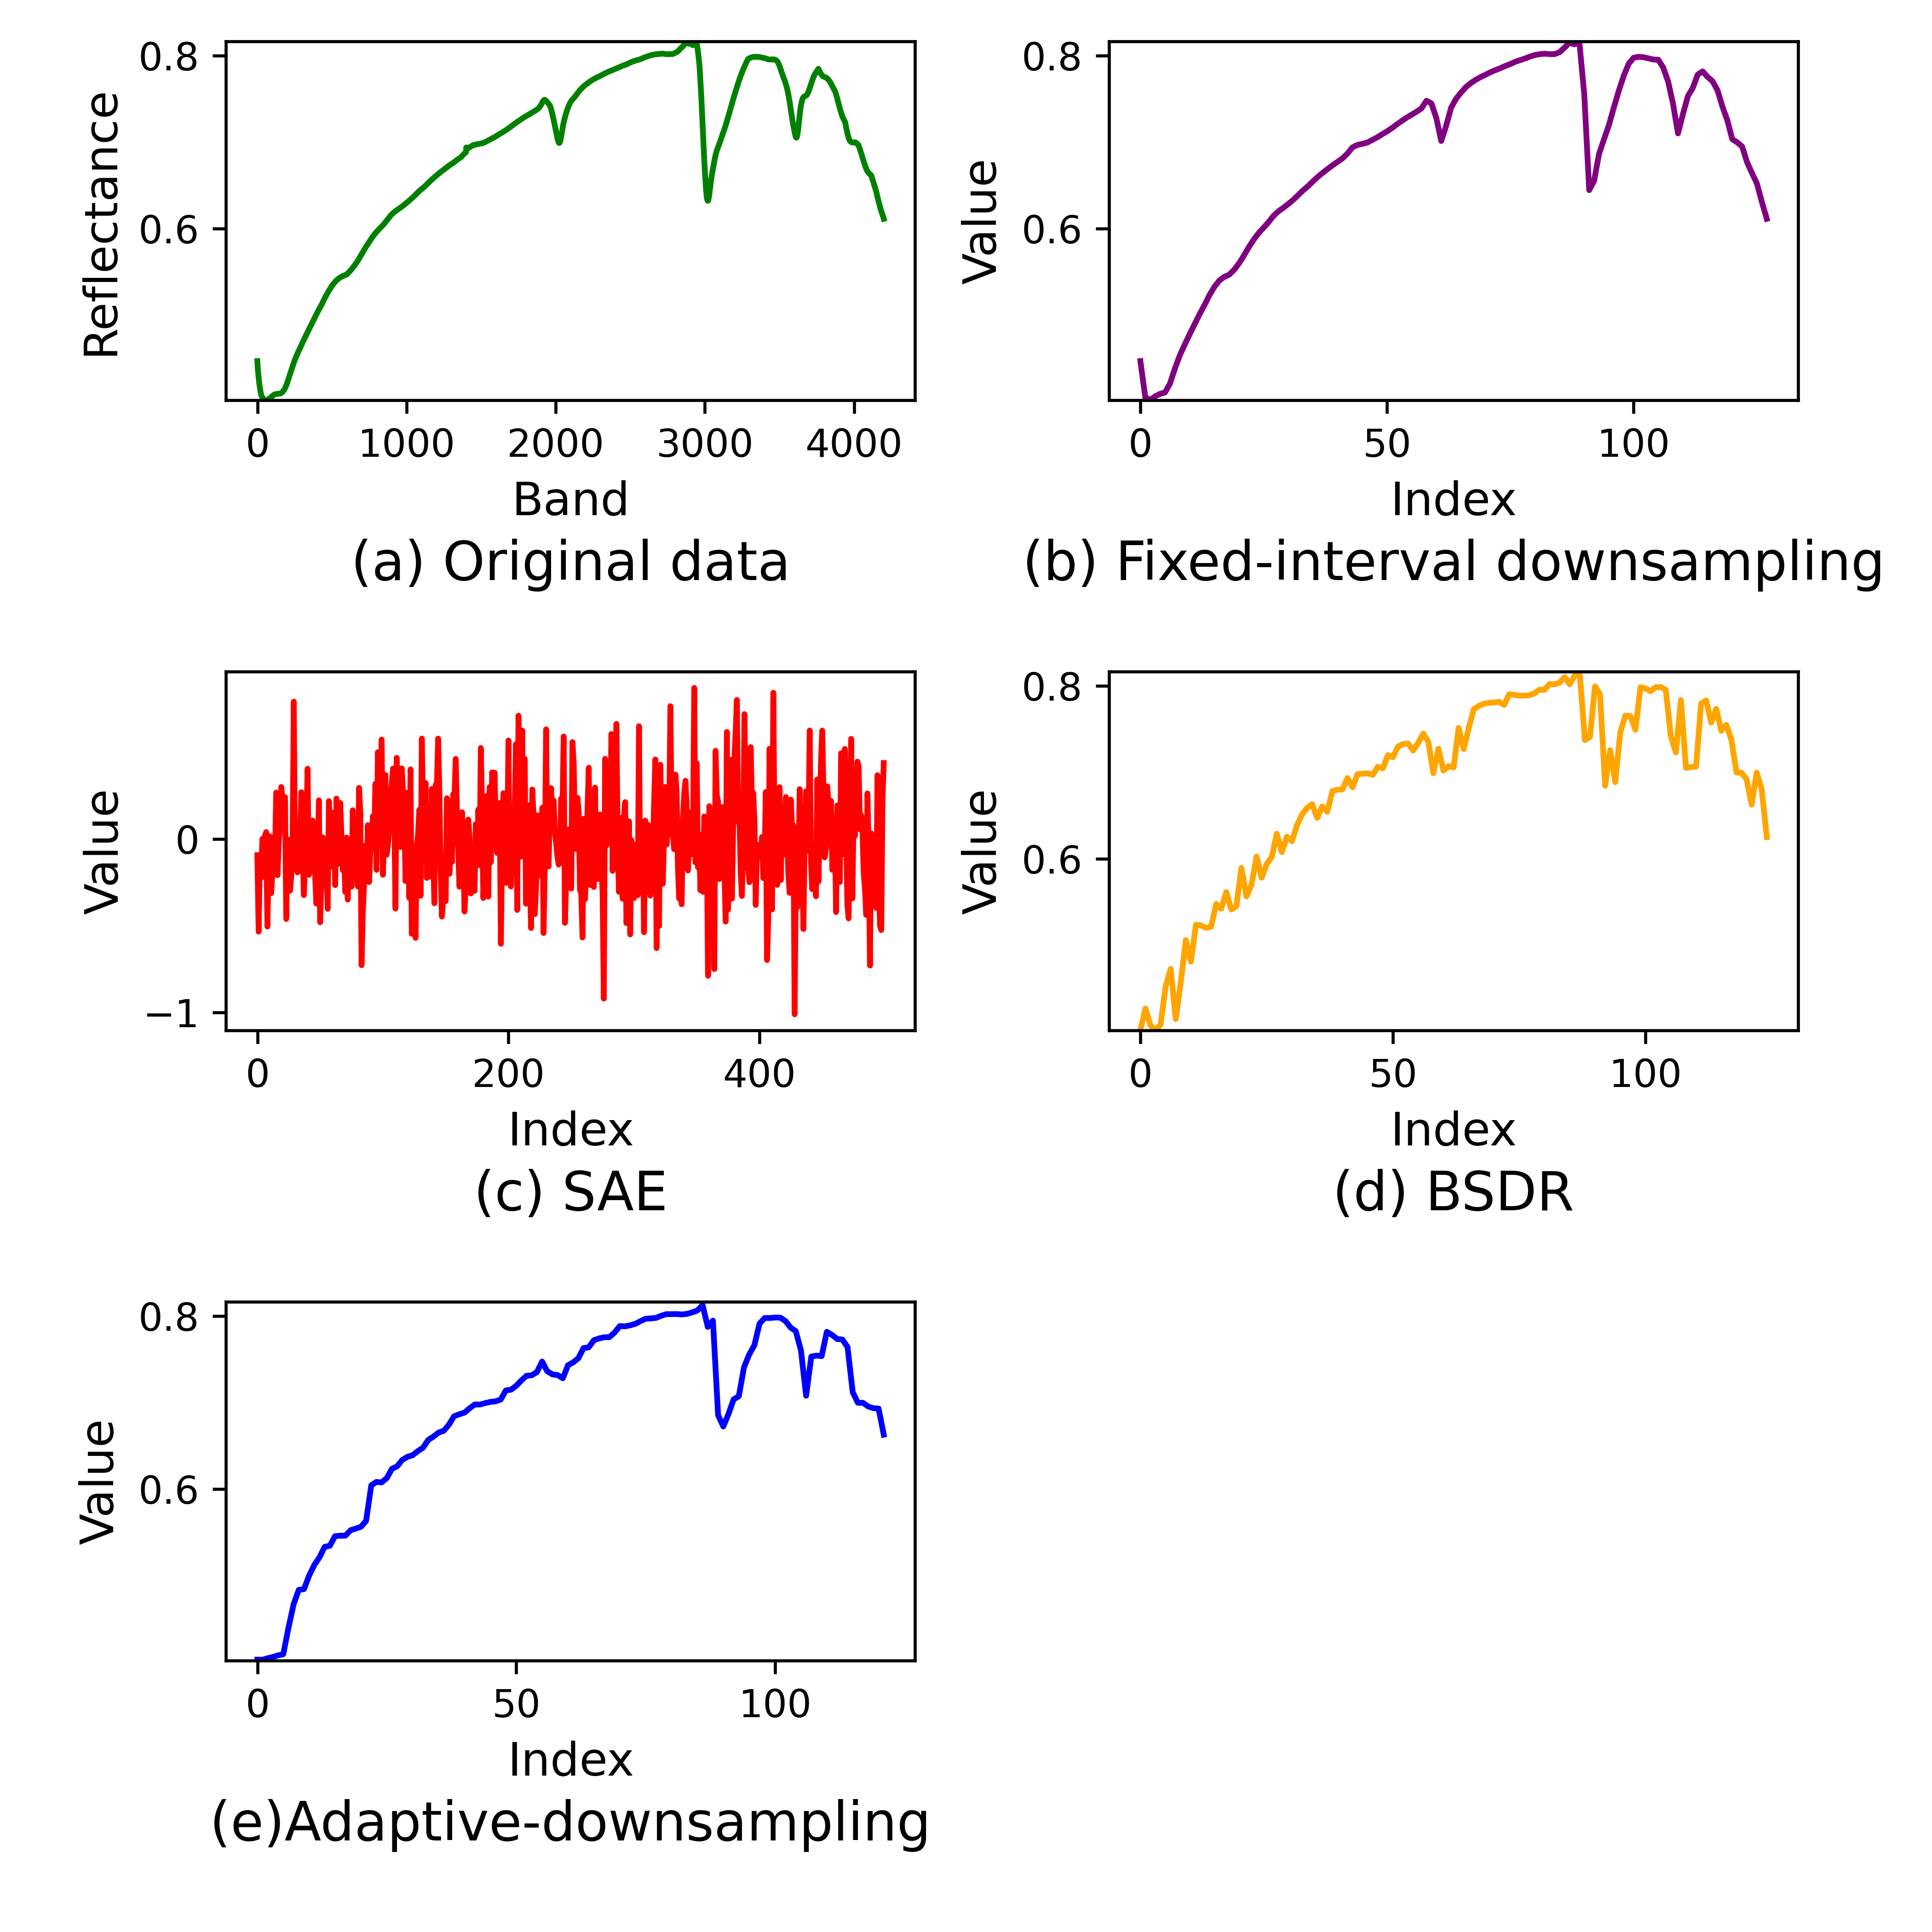 0.8
0.6
Reflectance
0 1000 2000 3000 4000
Band
(a) Original data
0.8
0.6
Value
0 50 100
Index
(b) Fixed-interval downsampling
0
−1
Value
0 200 400
Index
(c) SAE
0.8
0.6
Value
0 50 100
Index
(d) BSDR
0.8
0.6
Value
0 50 100
Index
(e)Adaptive-downsampling